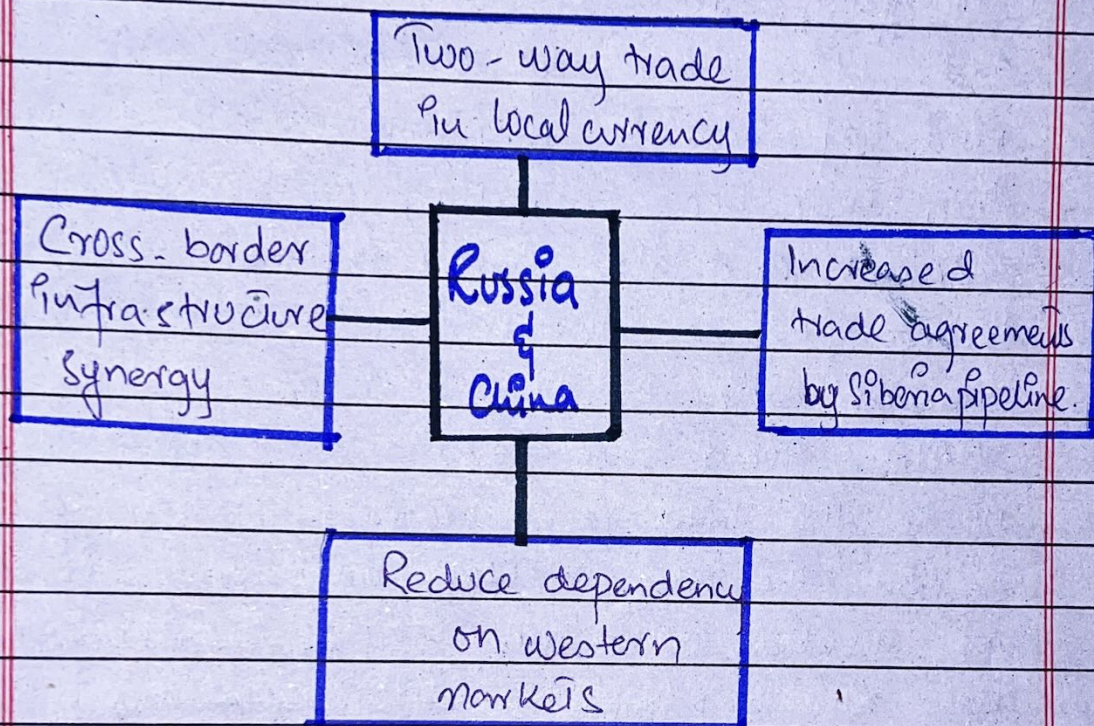 Two-way trade
in local currency
Cross-border
infrastructure
synergy
Russia
&
China
Increased
trade agreements
by Siberia pipeline.
Reduce dependency
on western
markets